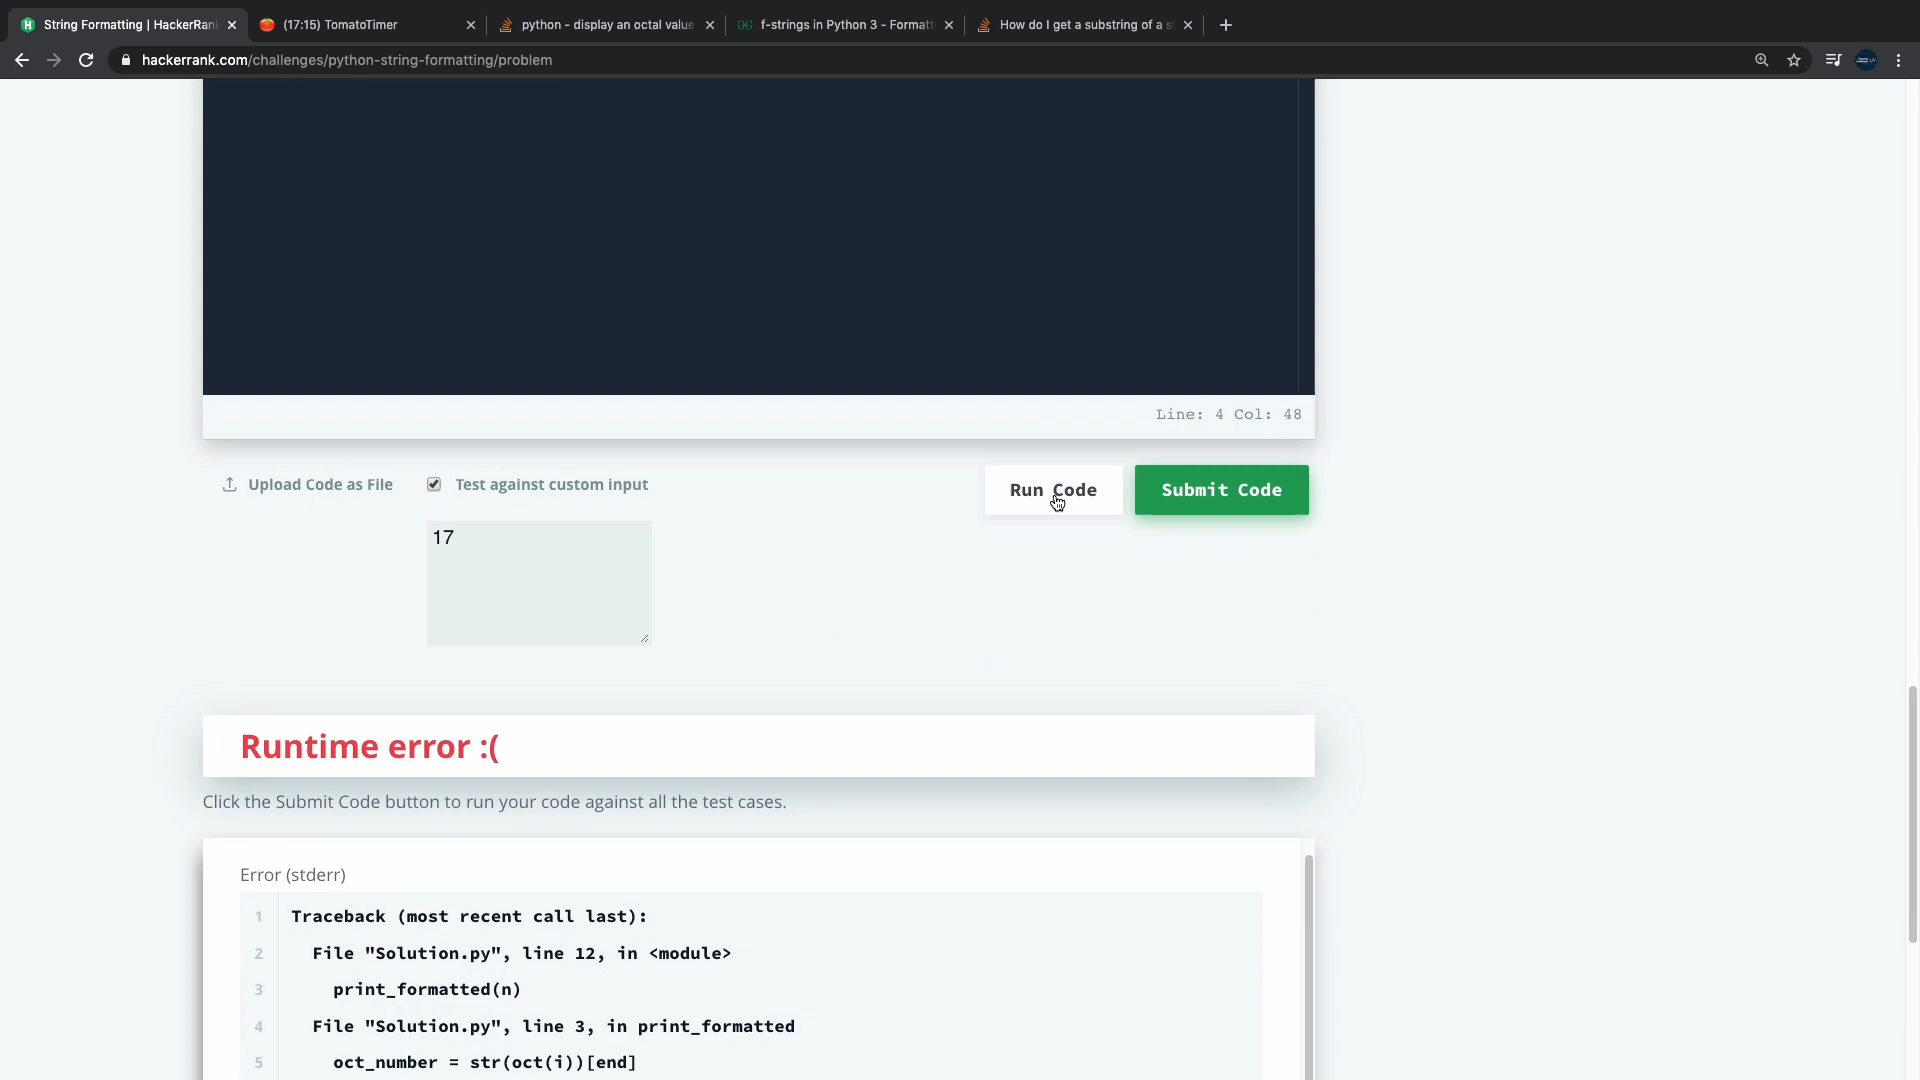 String Formatting | HackerRan
(17:15) TomatoTimer
python - display an octal value
f-strings in Python 3 - Formatt
How do I get a substring of a s
hackerrank.com/challenges/python-string-formatting/problem
Line: 4 Col: 48
Upload Code as File
Test against custom input
Run Code
Submit Code
17
Runtime error :(
Click the Submit Code button to run your code against all the test cases.
Error (stderr)
1 Traceback (most recent call last):
2 File "Solution.py", line 12, in <module>
3 print_formatted(n)
4 File "Solution.py", line 3, in print_formatted
5 oct_number = str(oct(i))[end]